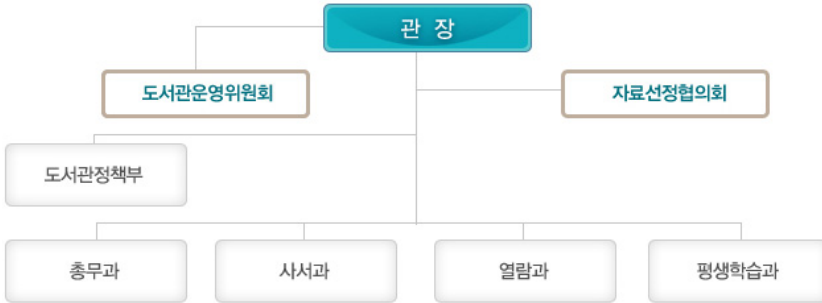 관 장
도서관운영위원회
자료선정협의회
도서관정책부
총무과
사서과
열람과
평생학습과